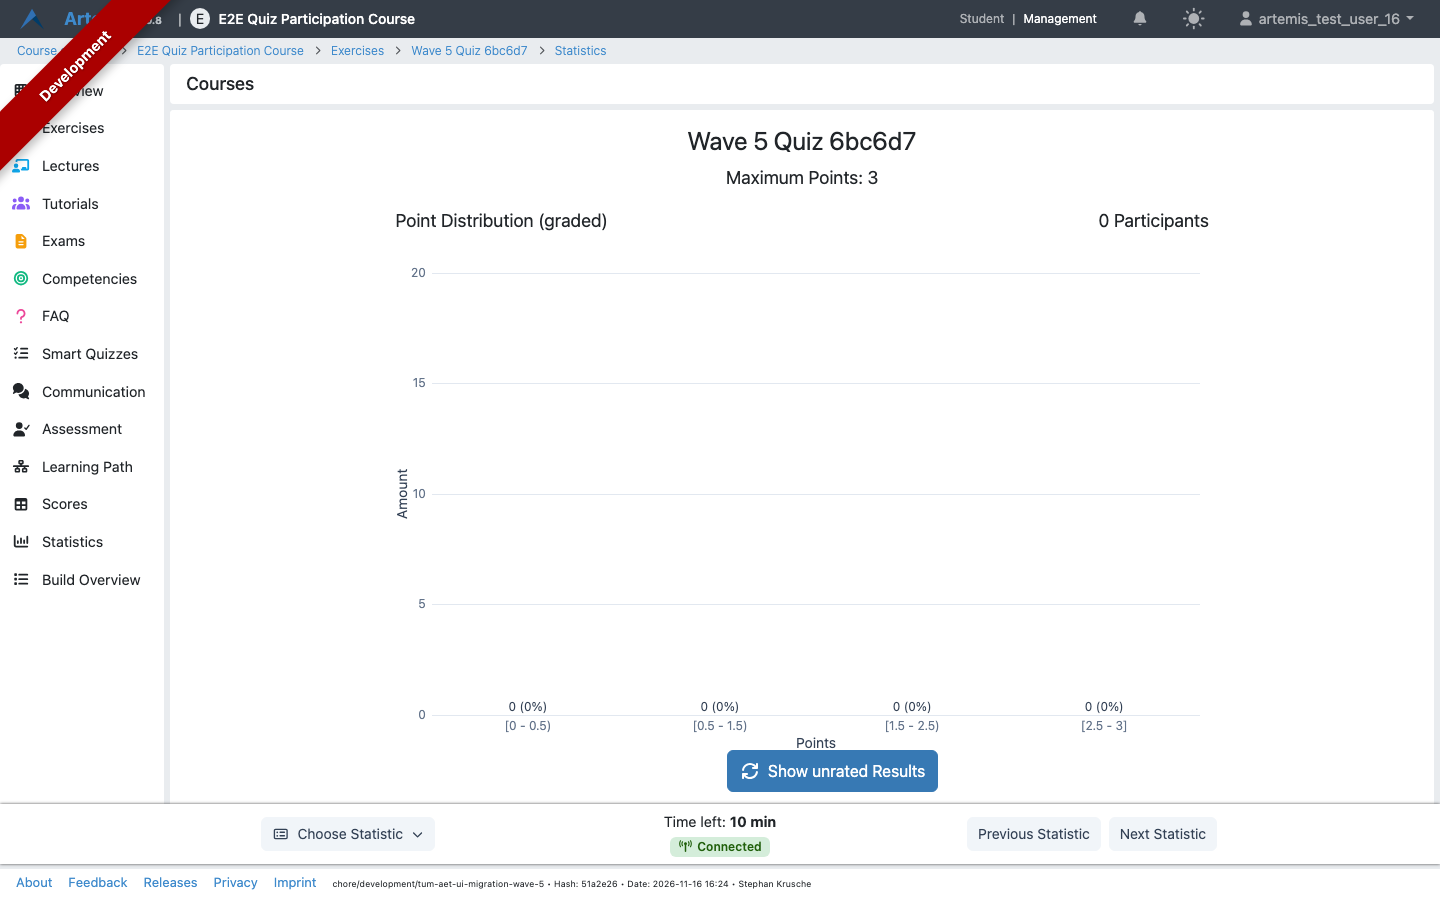 | E E2E Quiz Participation Course
Student | Management
artemis_test_user_16
Development
Course
E2E Quiz Participation Course > Exercises > Wave 5 Quiz 6bc6d7 > Statistics
Exercises
Lectures
Tutorials
Exams
Competencies
FAQ
Smart Quizzes
Communication
Assessment
Learning Path
Scores
Statistics
Build Overview
Courses
Wave 5 Quiz 6bc6d7
Maximum Points: 3
Point Distribution (graded)
0 Participants
20
15
10
5
0
Amount
0 (0%) 0 (0%) 0 (0%) 0 (0%)
[0 - 0.5) [0.5 - 1.5) [1.5 - 2.5) [2.5 - 3]
Points
Show unrated Results
Choose Statistic
Time left: 10 min
Connected
Previous Statistic
Next Statistic
About Feedback Releases Privacy Imprint
chore/development/tum-aet-ui-migration-wave-5 • Hash: 51a2e26 • Date: 2026-11-16 16:24 • Stephan Krusche